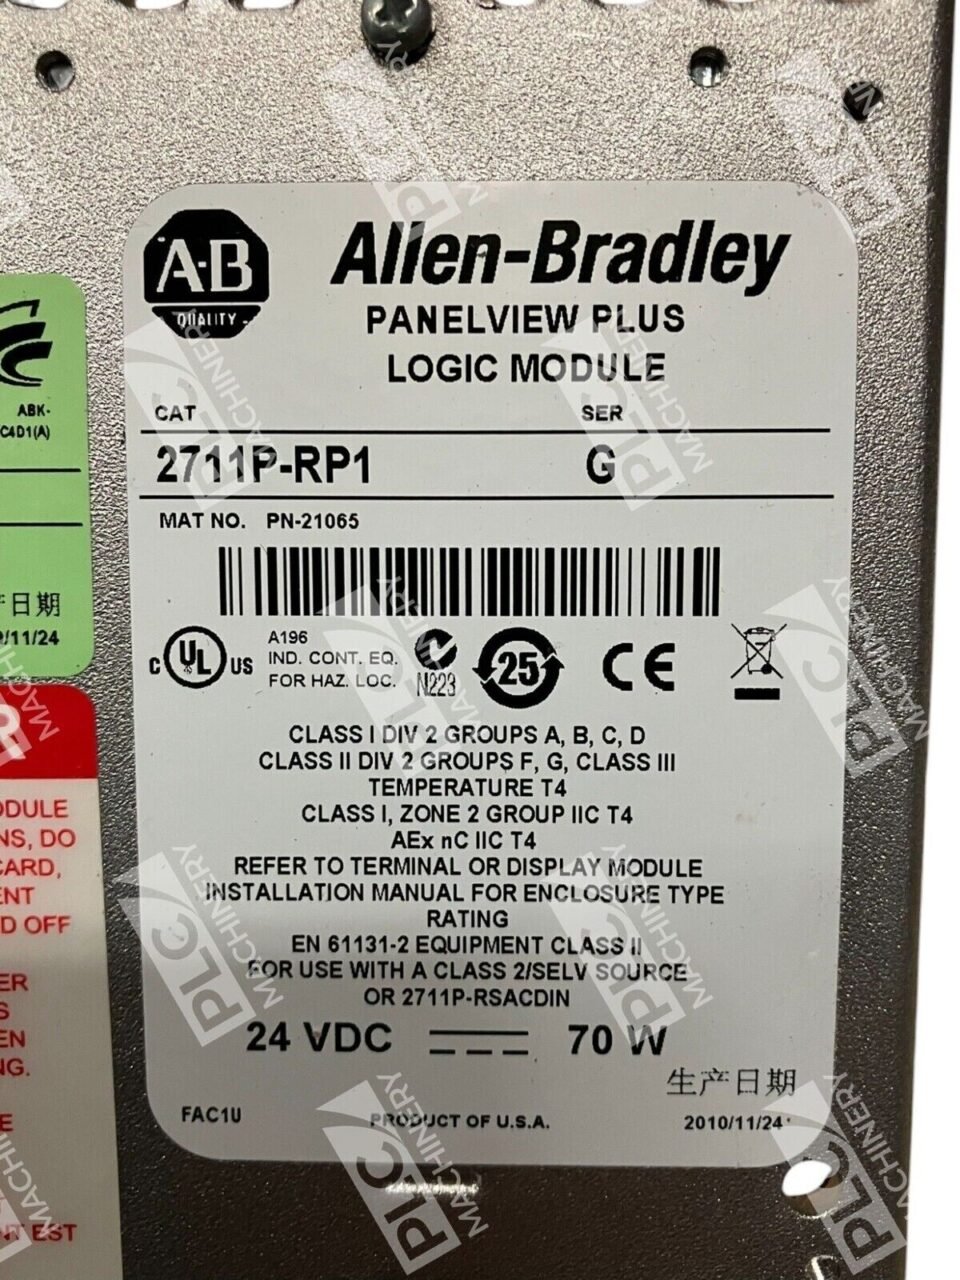 A-B
QUALITY
Allen-Bradley
PANELVIEW PLUS
LOGIC MODULE
CAT SER
2711P-RP1 G
MAT NO. PN-21065
C UL US
A196
IND. CONT. EQ.
FOR HAZ. LOC.
N223
25
CE
CLASS I DIV 2 GROUPS A, B, C, D
CLASS II DIV 2 GROUPS F, G, CLASS III
TEMPERATURE T4
CLASS I, ZONE 2 GROUP IIC T4
AEx nC IIC T4
REFER TO TERMINAL OR DISPLAY MODULE
INSTALLATION MANUAL FOR ENCLOSURE TYPE
RATING
EN 61131-2 EQUIPMENT CLASS II
FOR USE WITH A CLASS 2/SELV SOURCE
OR 2711P-RSACDIN
24 VDC 70 W
生产日期
FAC1U PRODUCT OF U.S.A. 2010/11/24
ABK-
C4D1(A)
日期
/11/24
ODULE
NS, DO
CARD,
ENT
D OFF
ER
S
EN
NG.
E
NT EST
PLC MACHINERY